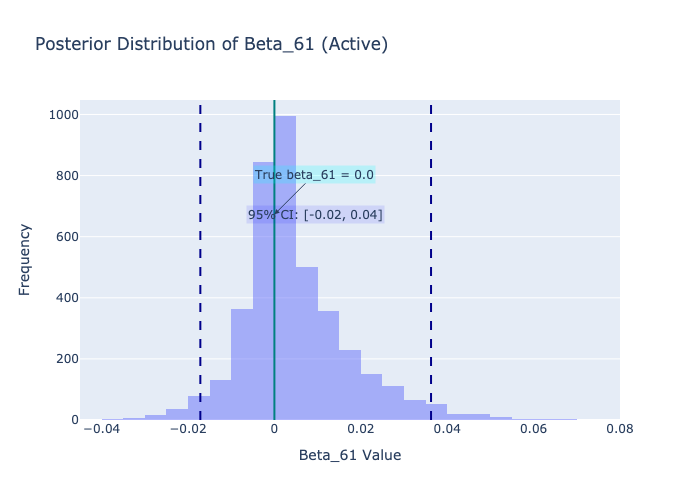 Posterior Distribution of Beta_61 (Active)
1000
800
600
400
200
0
Frequency
True beta_61 = 0.0
95% CI: [-0.02, 0.04]
−0.04
−0.02
0
0.02
0.04
0.06
0.08
Beta_61 Value